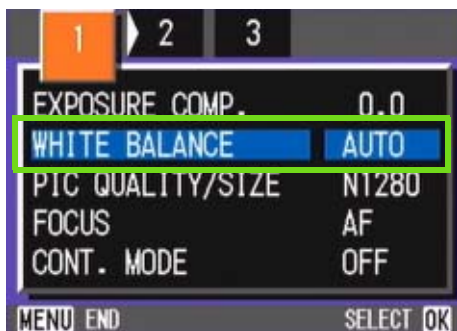 1 2 3
EXPOSURE COMP. 0.0
WHITE BALANCE AUTO
PIC QUALITY/SIZE N1280
FOCUS AF
CONT. MODE OFF
MENU END SELECT OK